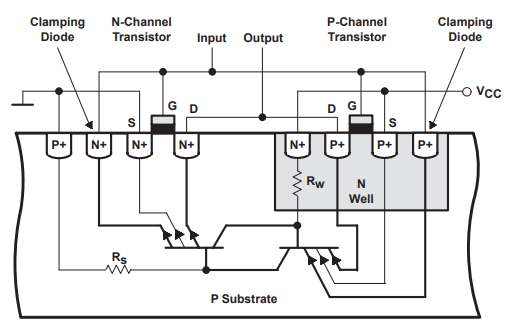 Clamping
Diode
N-Channel
Transistor
Input
Output
P-Channel
Transistor
Clamping
Diode
VCC
G
D
S
D
G
S
P+
N+
N+
N+
N+
P+
P+
P+
RW
N
Well
RS
P Substrate